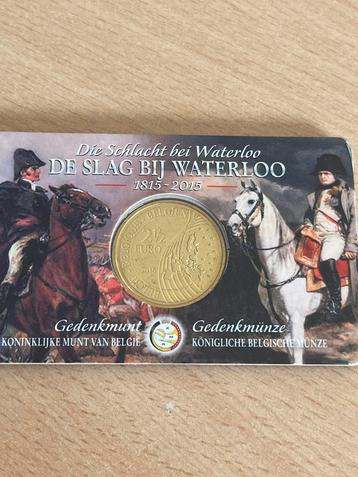 Die Schlacht bei Waterloo
DE SLAG BIJ WATERLOO
1815-2015
2½
EURO
Gedenkmunt
KONINKLIJKE MUNT VAN BELGIË
Gedenkmünze
KÖNIGLICHE BELGISCHE MÜNZE